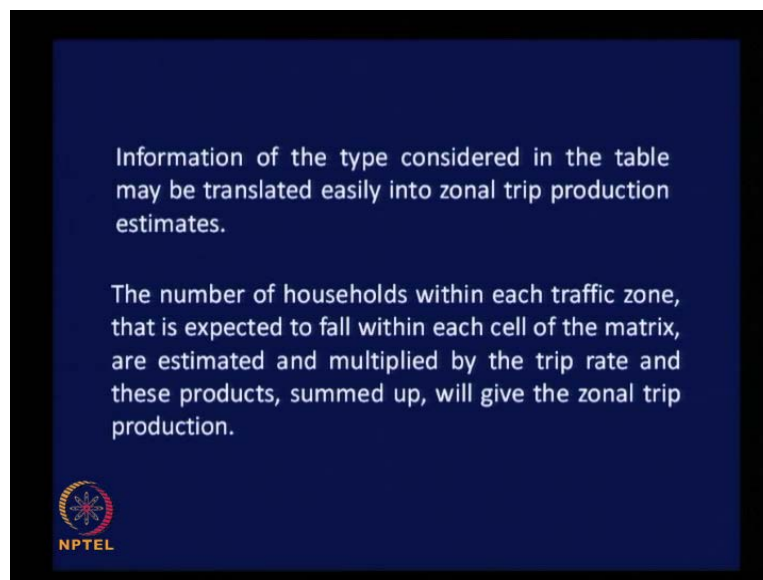 Information of the type considered in the table
may be translated easily into zonal trip production
estimates.
The number of households within each traffic zone,
that is expected to fall within each cell of the matrix,
are estimated and multiplied by the trip rate and
these products, summed up, will give the zonal trip
production.
NPTEL